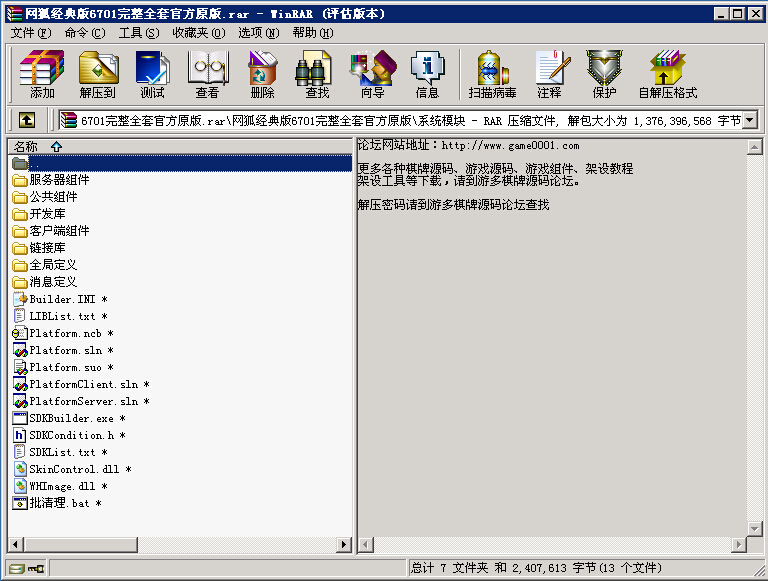 网狐经典版6701完整全套官方原版.rar - WinRAR (评估版本)
文件(F) 命令(C) 工具(S) 收藏夹(O) 选项(N) 帮助(H)
添加 解压到 测试 查看 删除 查找 向导 信息 扫描病毒 注释 保护 自解压格式
6701完整全套官方原版.rar\网狐经典版6701完整全套官方原版\系统模块 - RAR 压缩文件, 解包大小为 1,376,396,568 字节
名称
..
服务器组件
公共组件
开发库
客户端组件
链接库
全局定义
消息定义
Builder.INI *
LIBList.txt *
Platform.ncb *
Platform.sln *
Platform.suo *
PlatformClient.sln *
PlatformServer.sln *
SDKBuilder.exe *
SDKCondition.h *
SDKList.txt *
SkinControl.dll *
WHImage.dll *
批清理.bat *
论坛网站地址：http://www.game0001.com
更多各种棋牌源码、游戏源码、游戏组件、架设教程
架设工具等下载，请到游多棋牌源码论坛。
解压密码请到游多棋牌源码论坛查找
总计 7 文件夹 和 2,407,613 字节(13 个文件)